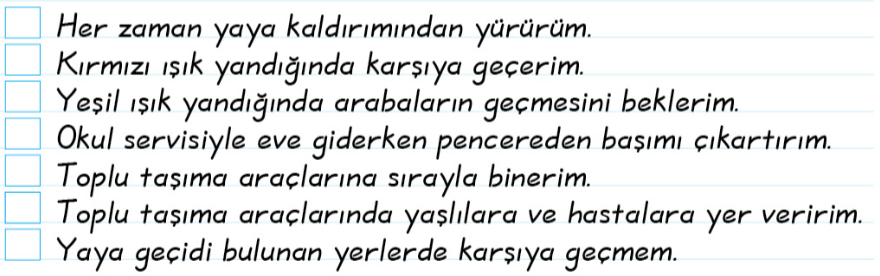 Her zaman yaya kaldırımından yürürüm.
Kırmızı ışık yandığında karşıya geçerim.
Yeşil ışık yandığında arabaların geçmesini beklerim.
Okul servisiyle eve giderken pencereden başımı çıkartırım.
Toplu taşıma araçlarına sırayla binerim.
Toplu taşıma araçlarında yaşlılara ve hastalara yer veririm.
Yaya geçidi bulunan yerlerde karşıya geçmem.